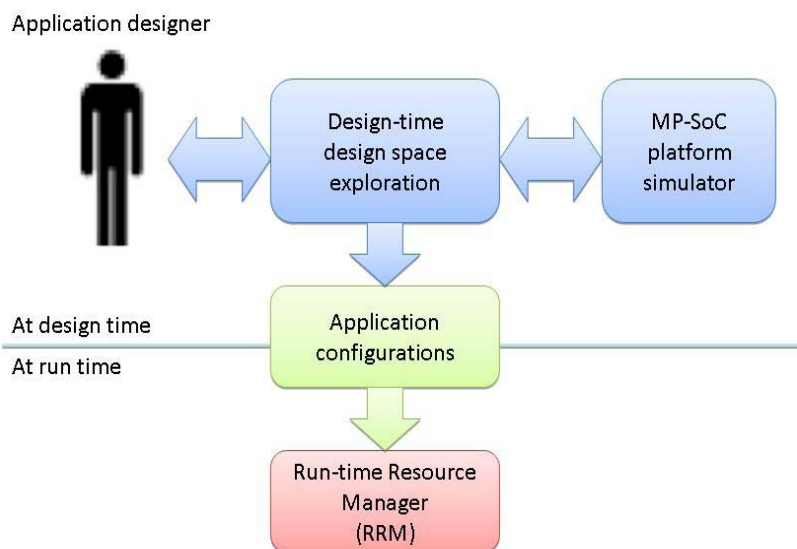 Application designer
Design-time
design space
exploration
MP-SoC
platform
simulator
At design time
Application
configurations
At run time
Run-time Resource
Manager
(RRM)